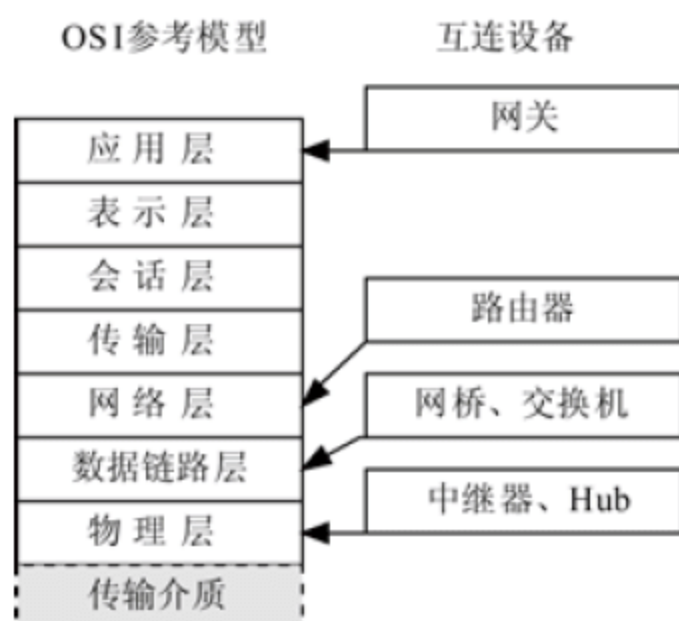 OSI参考模型
互连设备
网关
应用层
表示层
会话层
路由器
传输层
网络层
网桥、交换机
数据链路层
中继器、Hub
物理层
传输介质